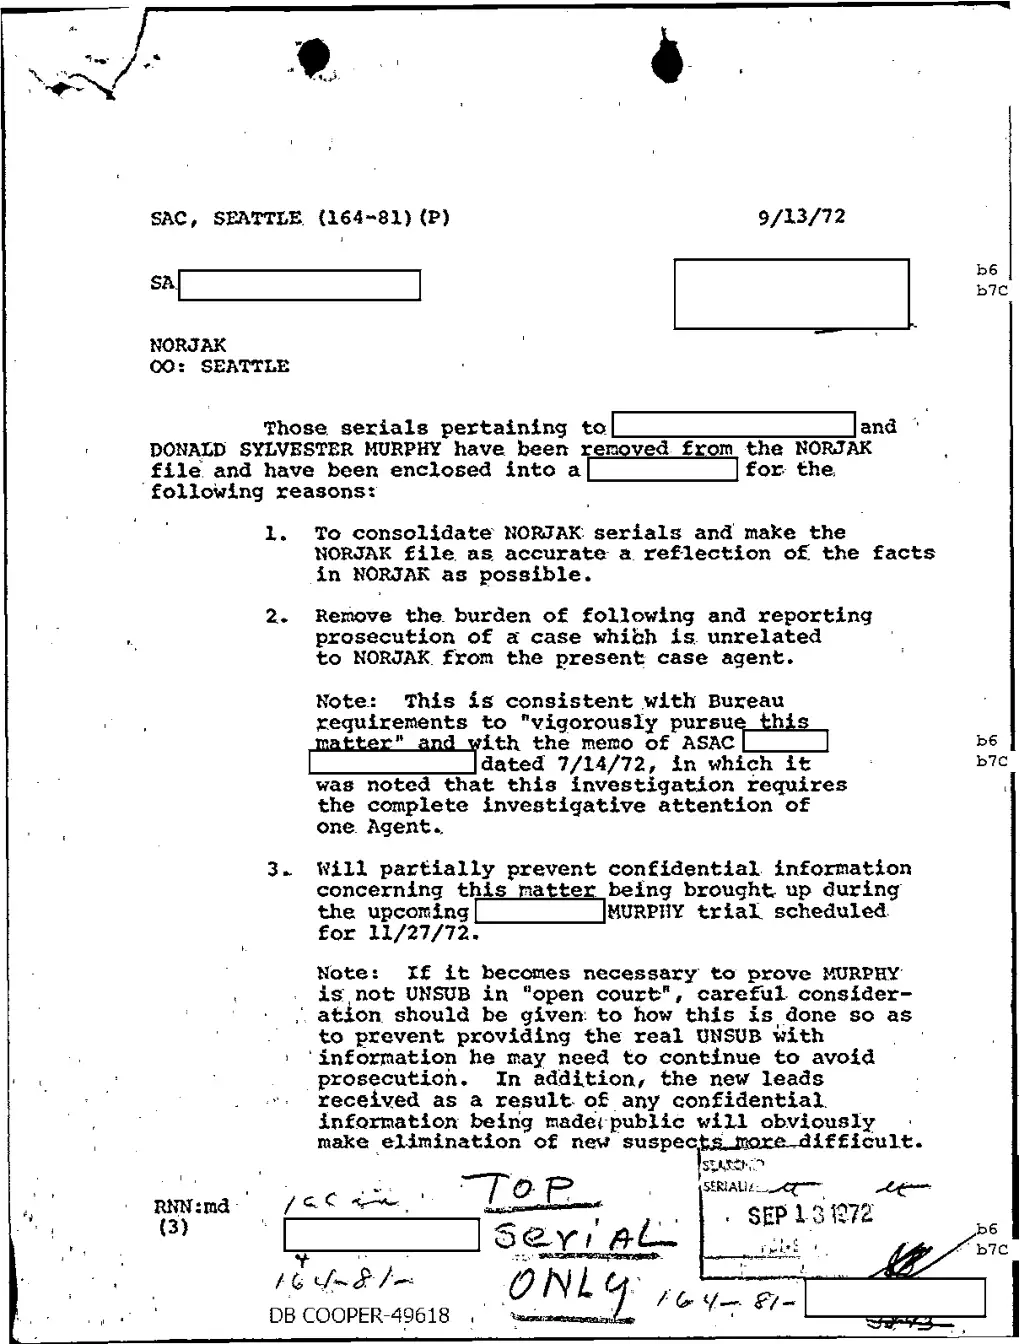 SAC, SEATTLE (164-81)(P) 9/13/72
SA
b6
b7C
NORJAK
OO: SEATTLE
Those serials pertaining to and
DONALD SYLVESTER MURPHY have been removed from the NORJAK
file and have been enclosed into a for the
following reasons:
1. To consolidate NORJAK serials and make the
NORJAK file as accurate a reflection of the facts
in NORJAK as possible.
2. Remove the burden of following and reporting
prosecution of a case which is unrelated
to NORJAK from the present case agent.
Note: This is consistent with Bureau
requirements to "vigorously pursue this
matter" and with the memo of ASAC
dated 7/14/72, in which it
was noted that this investigation requires
the complete investigative attention of
one Agent.
b6
b7C
3. Will partially prevent confidential information
concerning this matter being brought up during
the upcoming MURPHY trial scheduled
for 11/27/72.
Note: If it becomes necessary to prove MURPHY
is not UNSUB in "open court", careful consider-
ation should be given to how this is done so as
to prevent providing the real UNSUB with
information he may need to continue to avoid
prosecution. In addition, the new leads
received as a result of any confidential
information being made public will obviously
make elimination of new suspects more difficult.
RNN:md
(3)
1cc
164-81-
TOP
SERIAL
ONLY
SEARCHED
SERIALIZED
SEP 13 1972
b6
b7C
164-81-
DB COOPER-49618